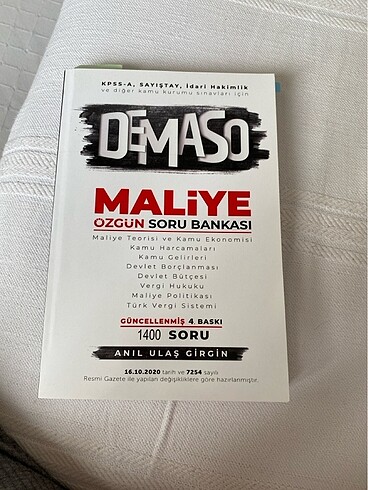 KPSS-A, SAYIŞTAY, İdari Hakimlik
ve diğer kamu kurumu sınavları için
DEMASO
MALİYE
ÖZGÜN SORU BANKASI
Maliye Teorisi ve Kamu Ekonomisi
Kamu Harcamaları
Kamu Gelirleri
Devlet Borçlanması
Devlet Bütçesi
Vergi Hukuku
Maliye Politikası
Türk Vergi Sistemi
GÜNCELLENMİŞ 4. BASKI
1400 SORU
ANIL ULAŞ GİRGİN
16.10.2020 tarih ve 7254 sayılı
Resmi Gazete ile yapılan değişikliklere göre hazırlanmıştır.